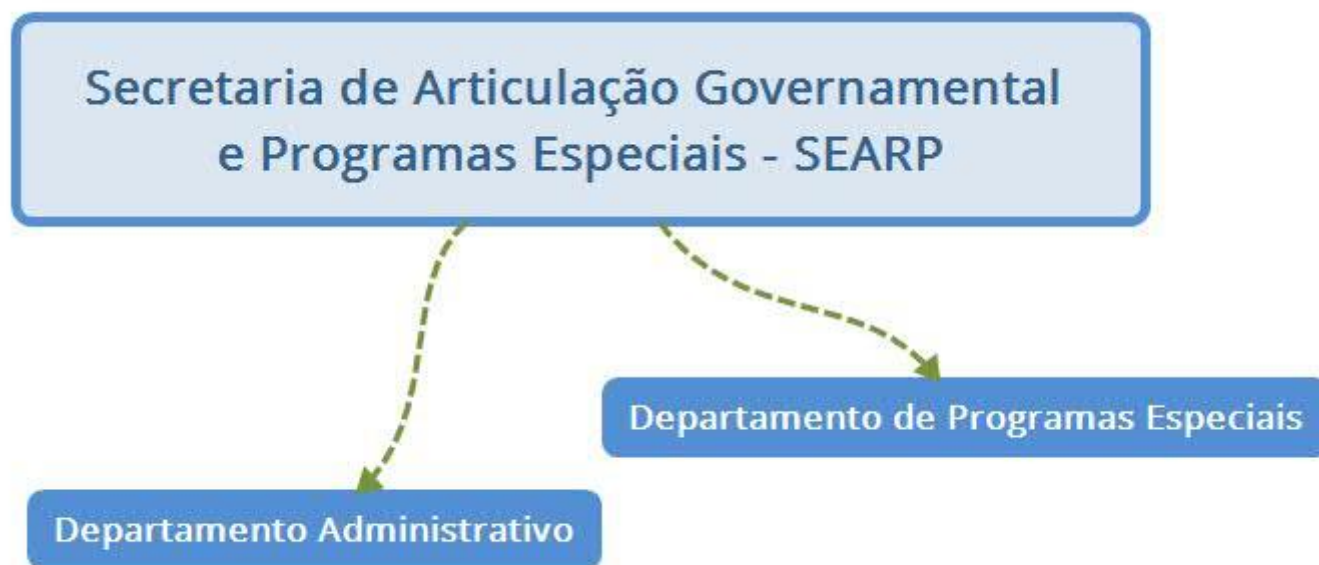 Secretaria de Articulação Governamental
e Programas Especiais - SEARP
Departamento de Programas Especiais
Departamento Administrativo